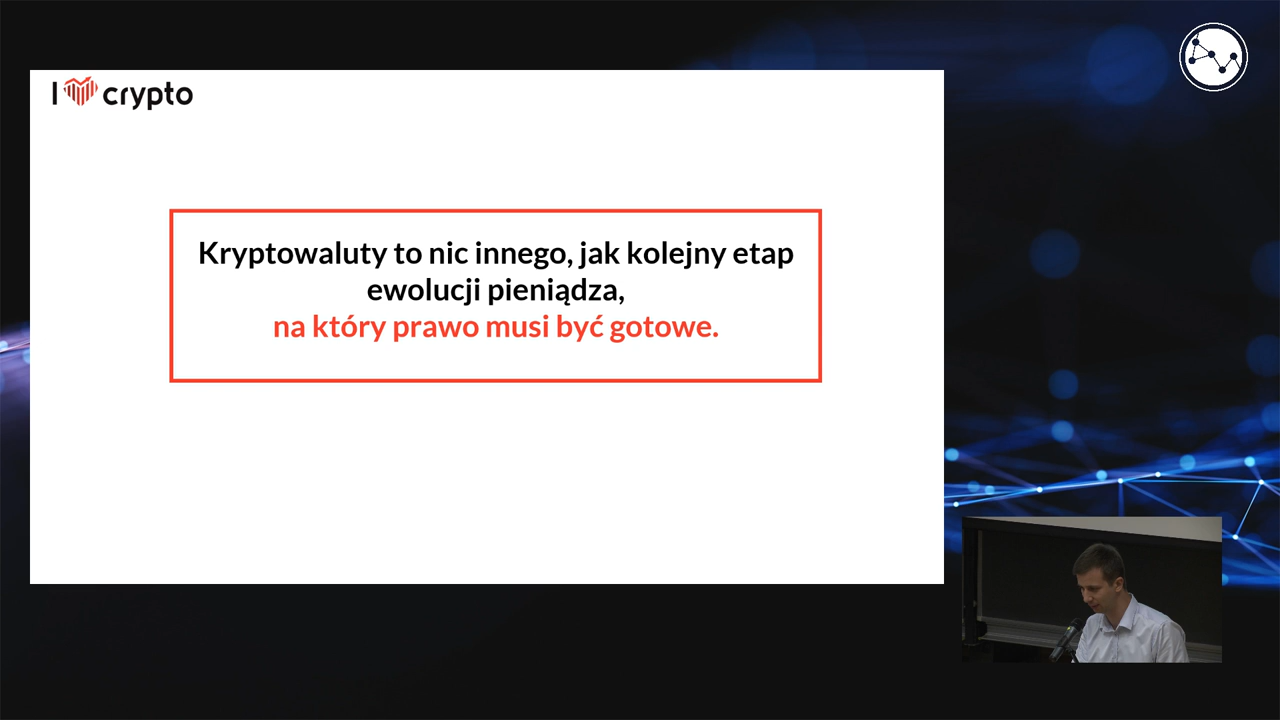 I crypto
Kryptowaluty to nic innego, jak kolejny etap
ewolucji pieniądza,
na który prawo musi być gotowe.